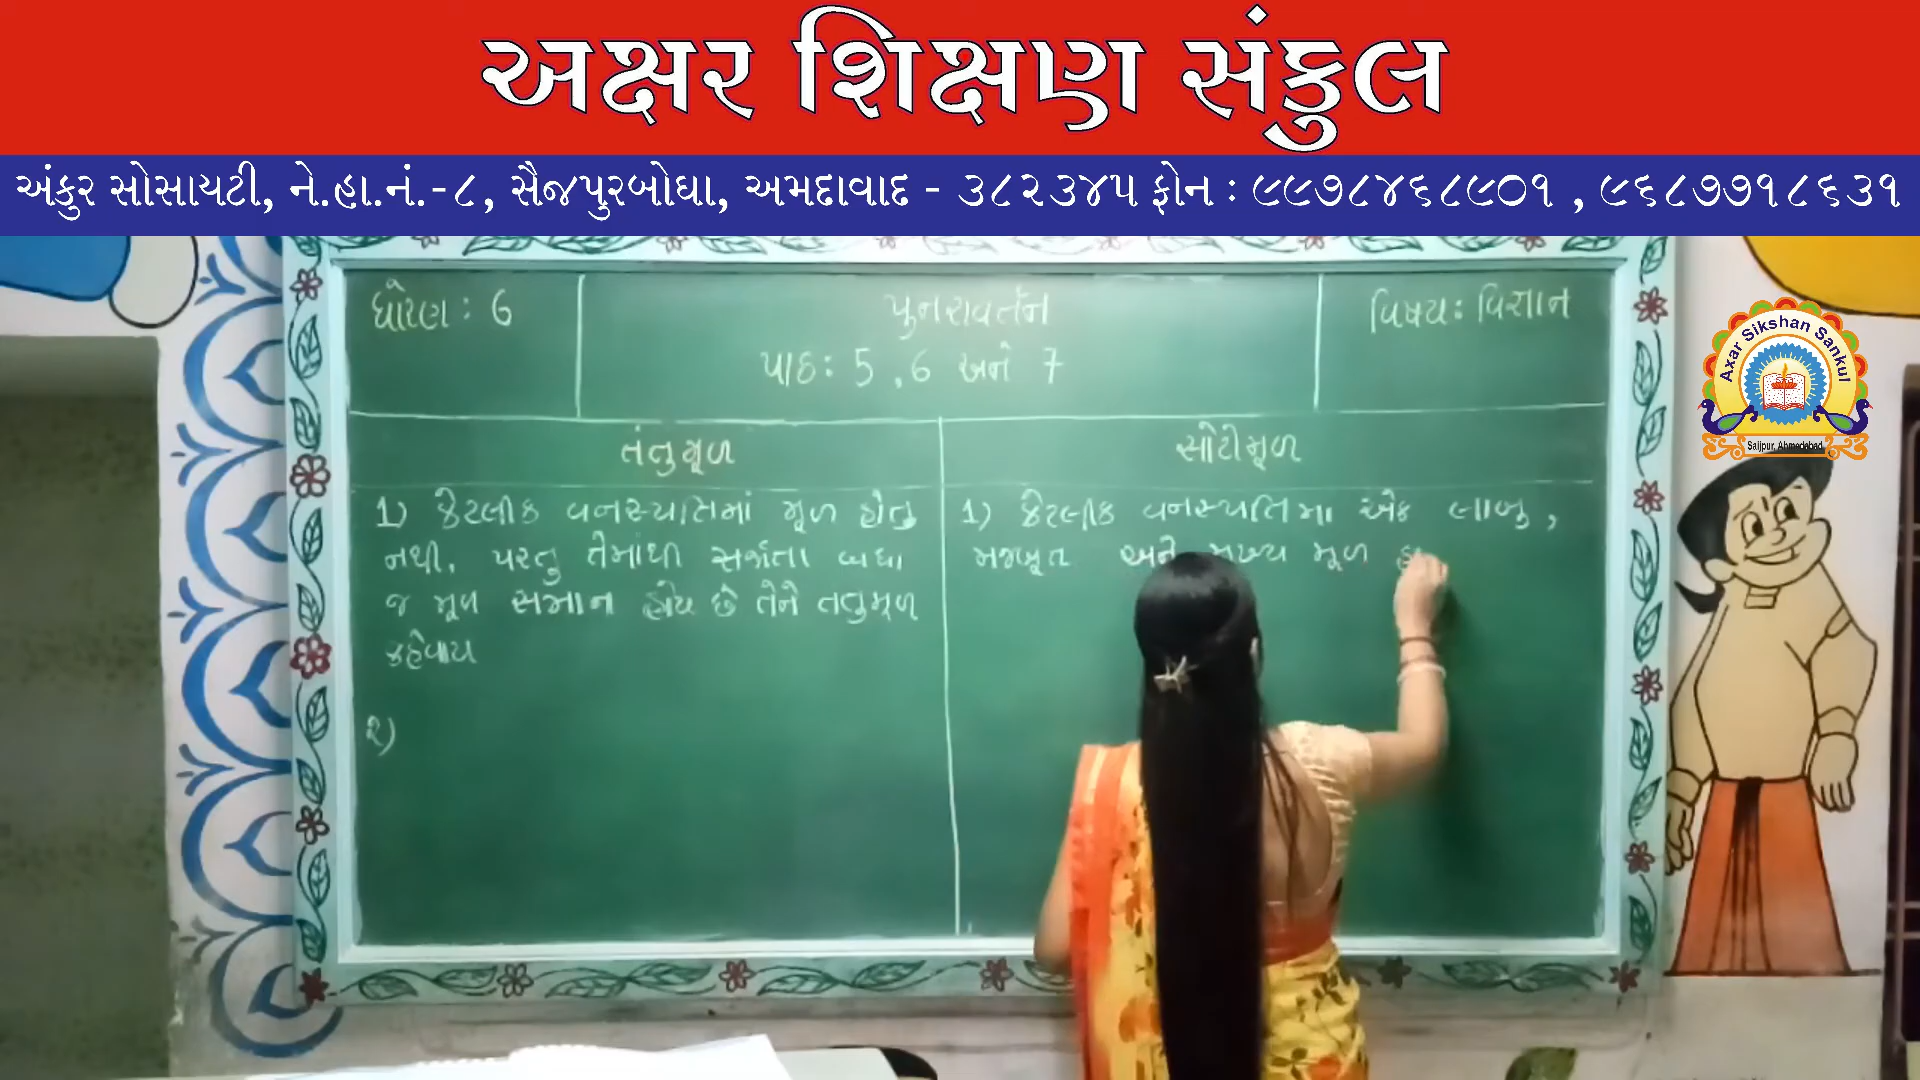 અક્ષર શિક્ષણ સંકુલ
અંકુર સોસાયટી, ને.હા.નં.-૮, સૈજપુરબોઘા, અમદાવાદ - ૩૮૨૩૪૫ ફોન : ૯૯૭૮૪૬૮૯૦૧ , ૯૬૮૭૭૧૮૬૩૧
ધોરણ : 6
પુનરાવર્તન
વિષય : વિજ્ઞાન
પાઠ : 5 , 6 અને 7
Axar Sikshan Sankul
Saijpur, Ahmedabad
તંતુમૂળ
1) કેટલીક વનસ્પતિમાં મૂળ હોતુ
નથી. પરંતુ તેમાંથી સર્જાતા બધા
જ મૂળ સમાન હોય છે તેને તંતુમૂળ
કહેવાય
૨)
સોટીમૂળ
1) કેટલીક વનસ્પતિમા એક લાબુ ,
મજબૂત અને મુખ્ય મૂળ